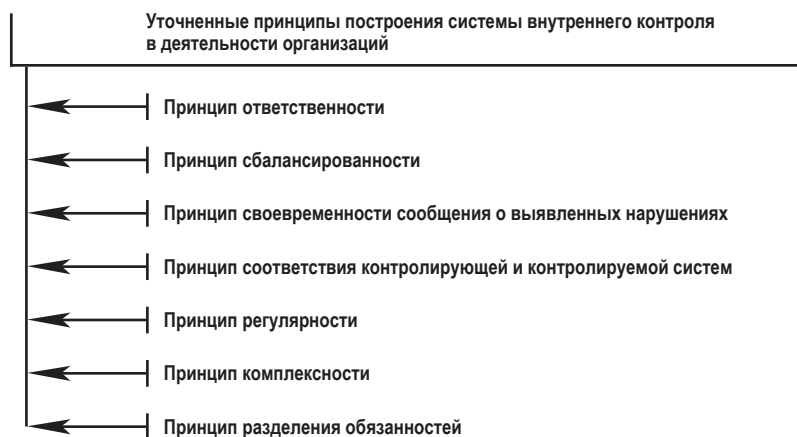 Уточненные принципы построения системы внутреннего контроля
в деятельности организаций
Принцип ответственности
Принцип сбалансированности
Принцип своевременности сообщения о выявленных нарушениях
Принцип соответствия контролирующей и контролируемой систем
Принцип регулярности
Принцип комплексности
Принцип разделения обязанностей